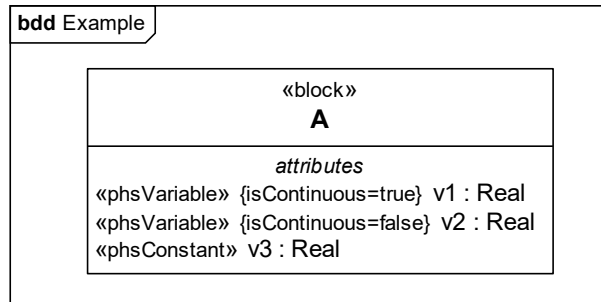 bdd Example
«block»
A
attributes
«phsVariable» {isContinuous=true} v1 : Real
«phsVariable» {isContinuous=false} v2 : Real
«phsConstant» v3 : Real